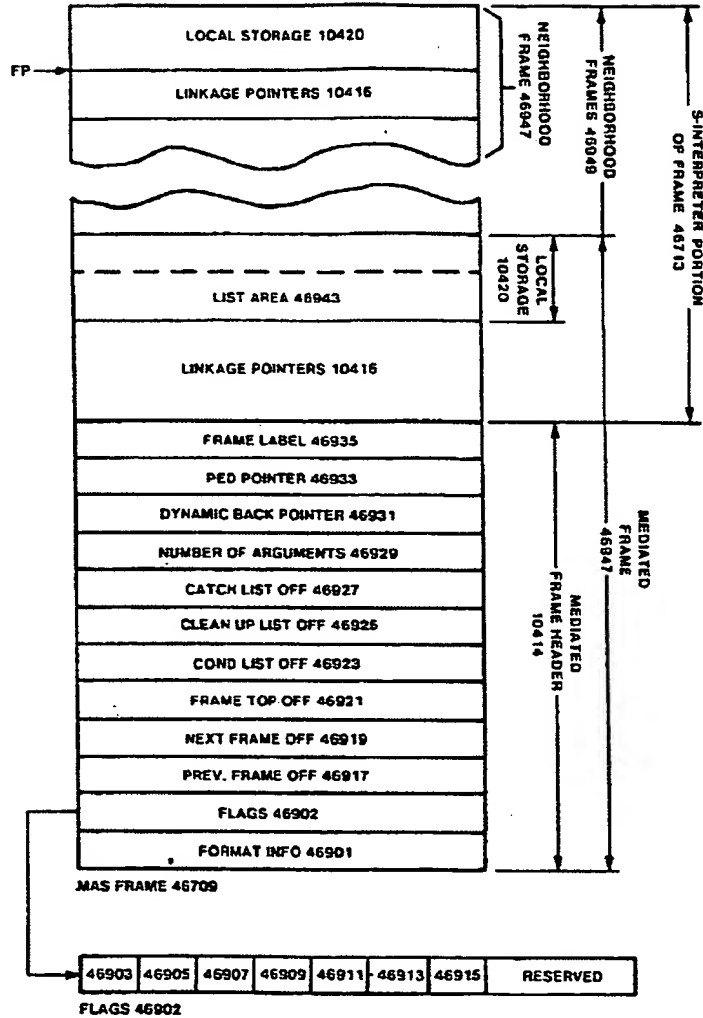 LOCAL STORAGE 10420
FP
LINKAGE POINTERS 10416
NEIGHBORHOOD
FRAME 46947
NEIGHBORHOOD
FRAMES 46949
S-INTERPRETER PORTION
OF FRAME 46713
LIST AREA 46943
LOCAL
STORAGE
10420
LINKAGE POINTERS 10416
FRAME LABEL 46935
PED POINTER 46933
DYNAMIC BACK POINTER 46931
NUMBER OF ARGUMENTS 46929
CATCH LIST OFF 46927
CLEAN UP LIST OFF 46925
COND LIST OFF 46923
FRAME TOP OFF 46921
NEXT FRAME OFF 46919
PREV. FRAME OFF 46917
FLAGS 46902
FORMAT INFO 46901
MEDIATED
FRAME HEADER
10414
MEDIATED
FRAME
46947
MAS FRAME 46709
46903 46905 46907 46909 46911 46913 46915 RESERVED
FLAGS 46902